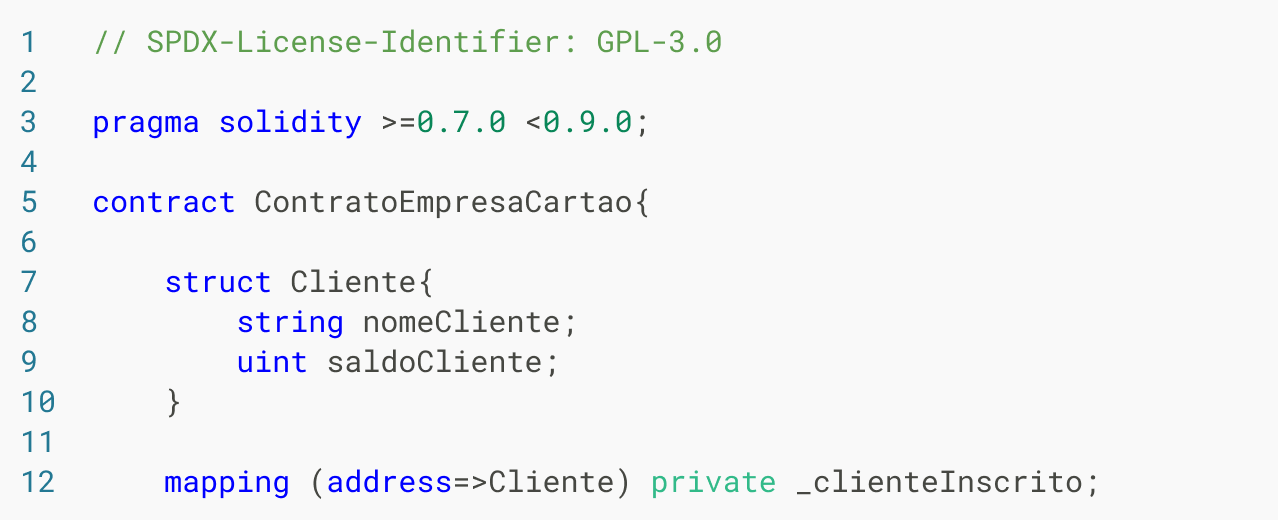 1 // SPDX-License-Identifier: GPL-3.0
2
3 pragma solidity >=0.7.0 <0.9.0;
4
5 contract ContratoEmpresaCartao{
6
7 struct Cliente{
8 string nomeCliente;
9 uint saldoCliente;
10 }
11
12 mapping (address=>Cliente) private _clienteInscrito;